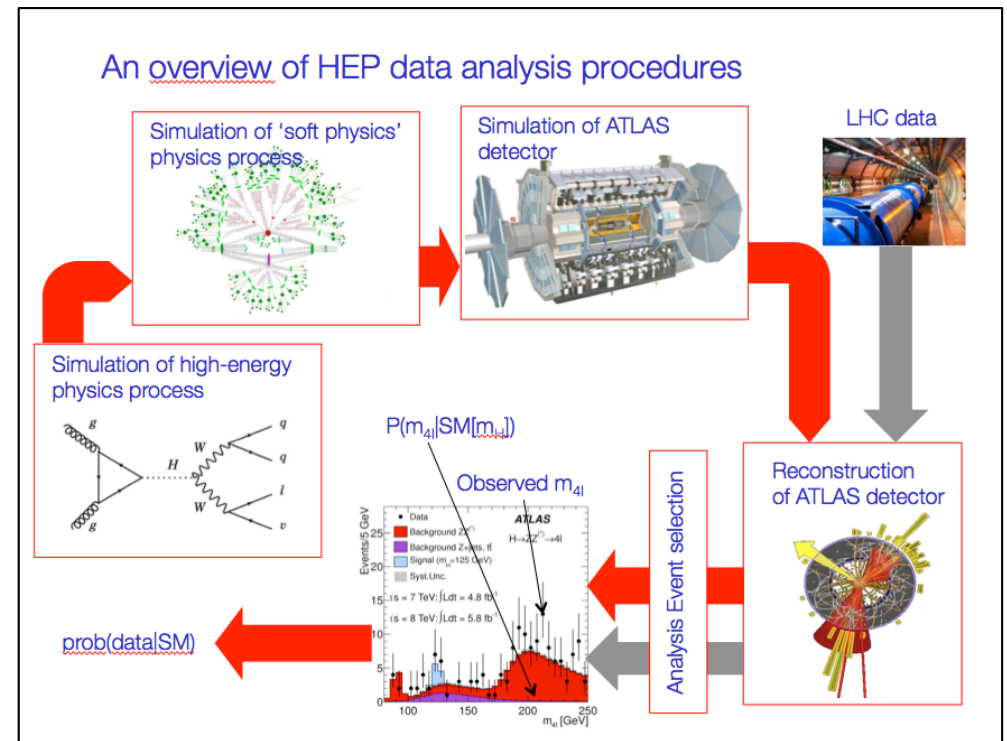 An overview of HEP data analysis procedures
Simulation of 'soft physics'
physics process
Simulation of ATLAS
detector
LHC data
Simulation of high-energy
physics process
g
g
H
W
W
q
q
l
ν
P(m4l|SM[mH])
Observed m4l
Events/5 GeV
25
20
15
10
5
0
Data
Background ZZ(*)
Background Z+jets, tt̄
Signal (mH=125 GeV)
Syst.Unc.
ATLAS
H→ZZ(*)→4l
s = 7 TeV: ∫Ldt = 4.8 fb-1
s = 8 TeV: ∫Ldt = 5.8 fb-1
100
150
200
250
m4l [GeV]
Analysis Event selection
Reconstruction
of ATLAS detector
prob(data|SM)